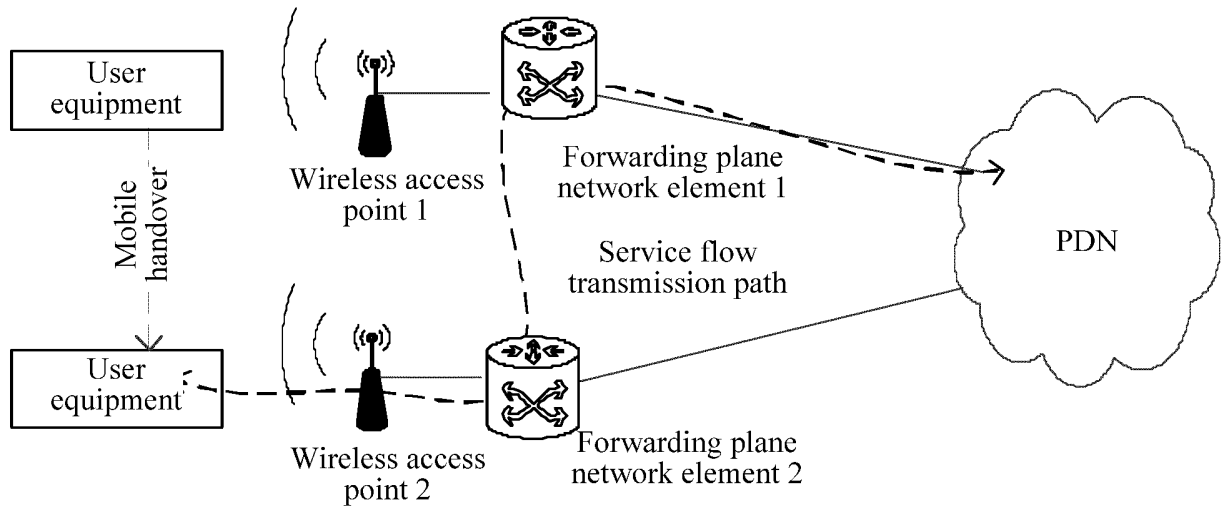 User
equipment
Wireless access
point 1
Forwarding plane
network element 1
Mobile
handover
Service flow
transmission path
PDN
User
equipment
Wireless access
point 2
Forwarding plane
network element 2